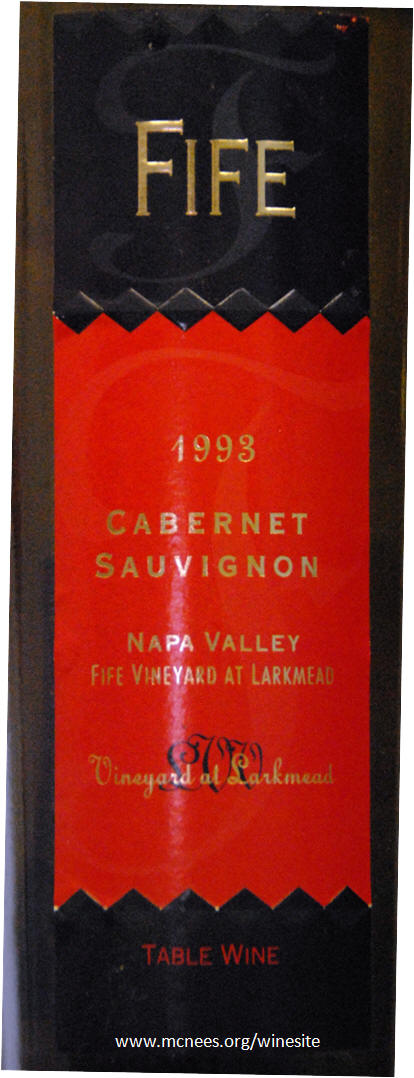 FIFE
1993
CABERNET
SAUVIGNON
NAPA VALLEY
FIFE VINEYARD AT LARKMEAD
Vineyard at Larkmead
TABLE WINE
www.mcnees.org/winesite